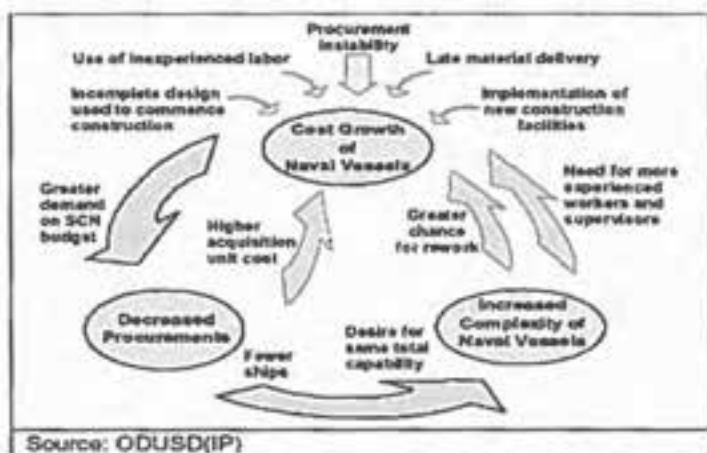 Procurement
Instability
Use of inexperienced labor
Late material delivery
Incomplete design
used to commence
construction
Implementation of
new construction
facilities
Cost Growth
of
Naval Vessels
Greater
demand
on SCN
budget
Higher
acquisition
unit cost
Greater
chance
for rework
Need for more
experienced
workers and
supervisors
Decreased
Procurements
Increased
Complexity of
Naval Vessels
Fewer
ships
Desire for
same total
capability
Source: ODUSD(IP)